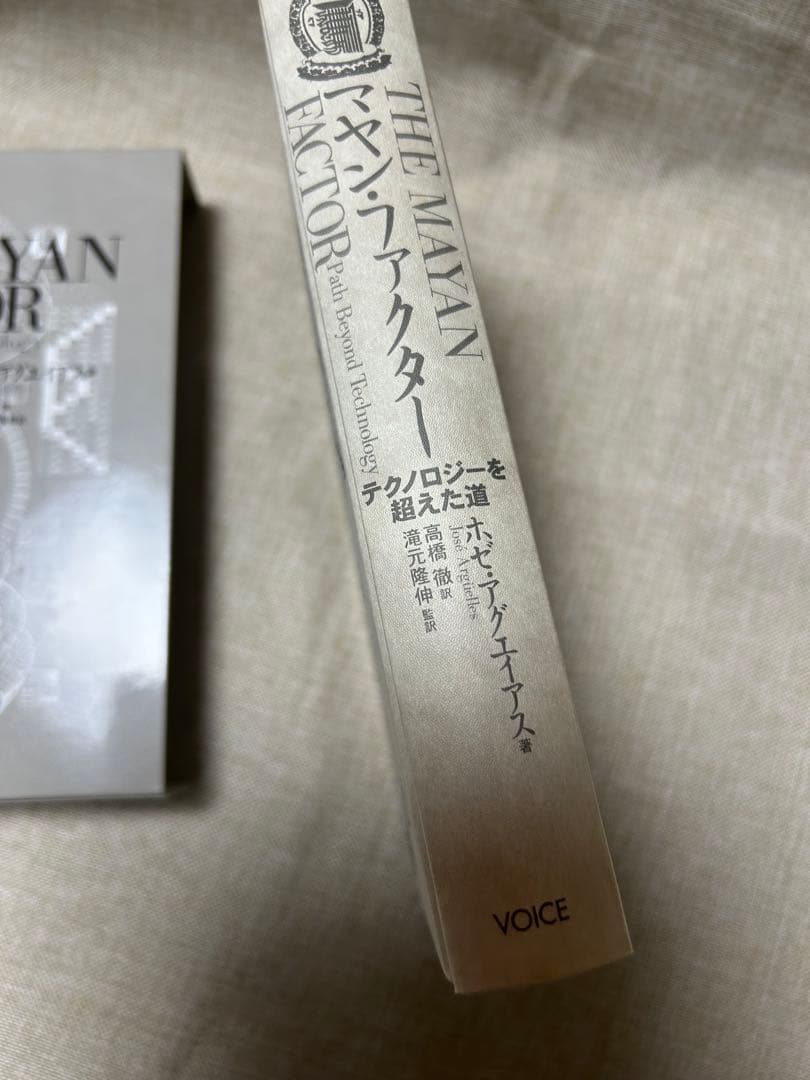 THE MAYAN
FACTOR
マヤン・ファクター
Path Beyond Technology
テクノロジーを
超えた道
ホゼ・アグエイアス 著
José Argüelles
高橋 徹 訳
滝元隆伸 監訳
VOICE
YAN
OR